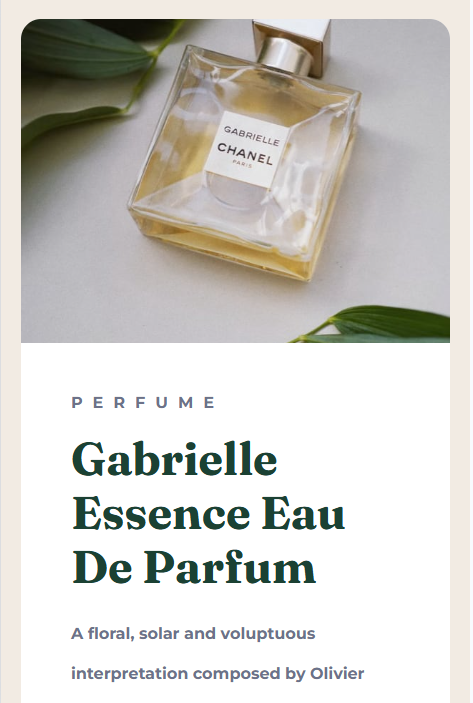 GABRIELLE
CHANEL
PARIS
PERFUME
Gabrielle
Essence Eau
De Parfum
A floral, solar and voluptuous
interpretation composed by Olivier